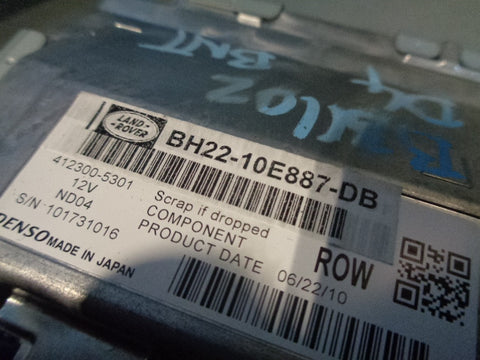 LAND-
ROVER
BH22-10E887-DB
412300-5301
12V
ND04
S/N:101731016
Scrap if dropped
COMPONENT
PRODUCT DATE 06/22/10
ROW
DENSO MADE IN JAPAN
BNT